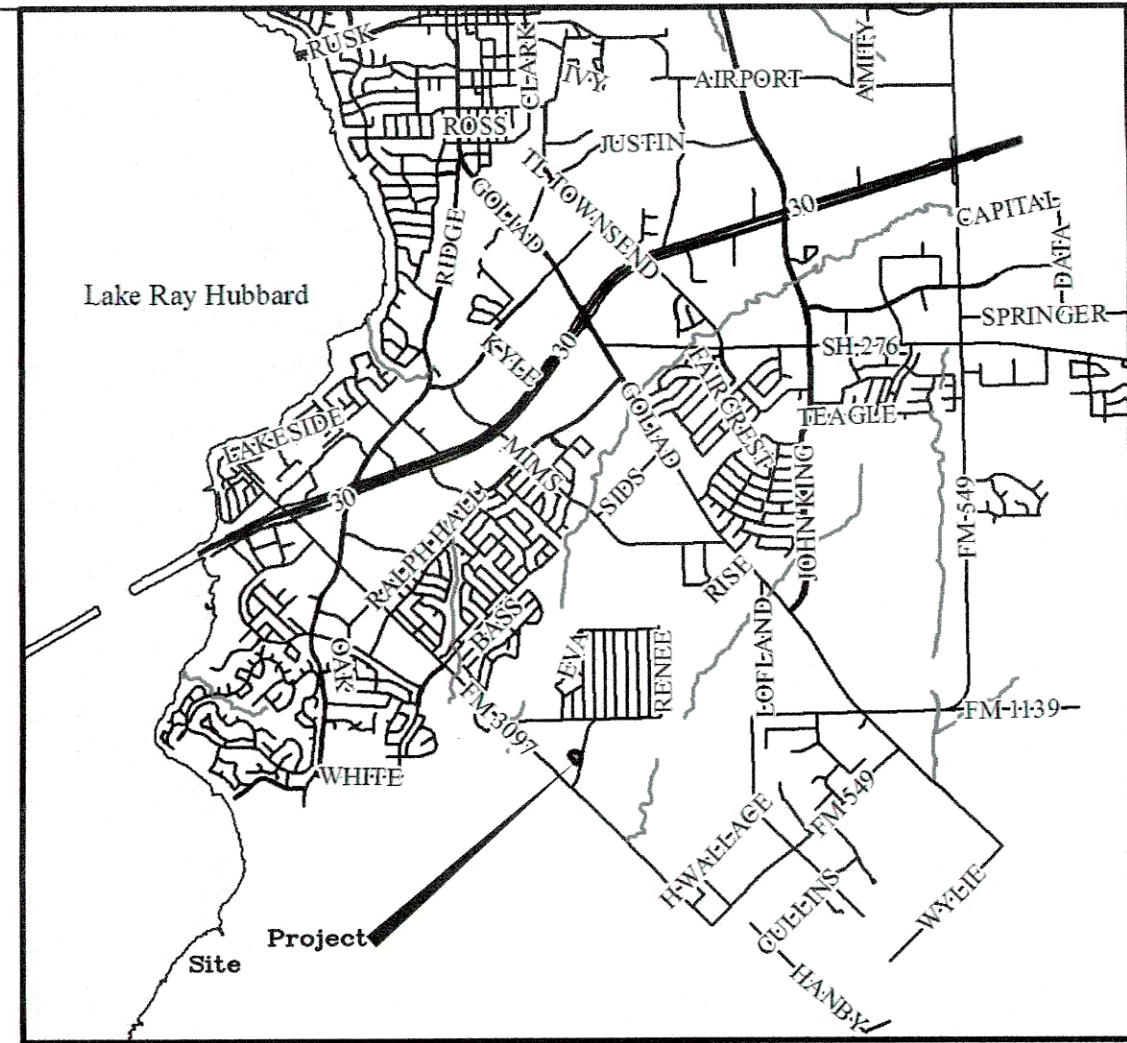 RUSK
CLARK
IVY
AIRPORT
AMITY
ROSS
JUSTIN
TL TOWNSEND
GOLIAD
30
CAPITAL
RIDGE
DATA
Lake Ray Hubbard
SPRINGER
KYLE
30
SH-276
FAIRCREST
GOLIAD
TEAGLE
LAKESIDE
MIMS
SIDS
JOHN KING
30
RALPH HALL
FM-549
RISE
BASS
LOFLAND
OAK
EVA
RENEE
FM-3097
FM-1139
WHITE
FM-549
H-WALLACE
CULLINS
WYLIE
Project
Site
HANBY